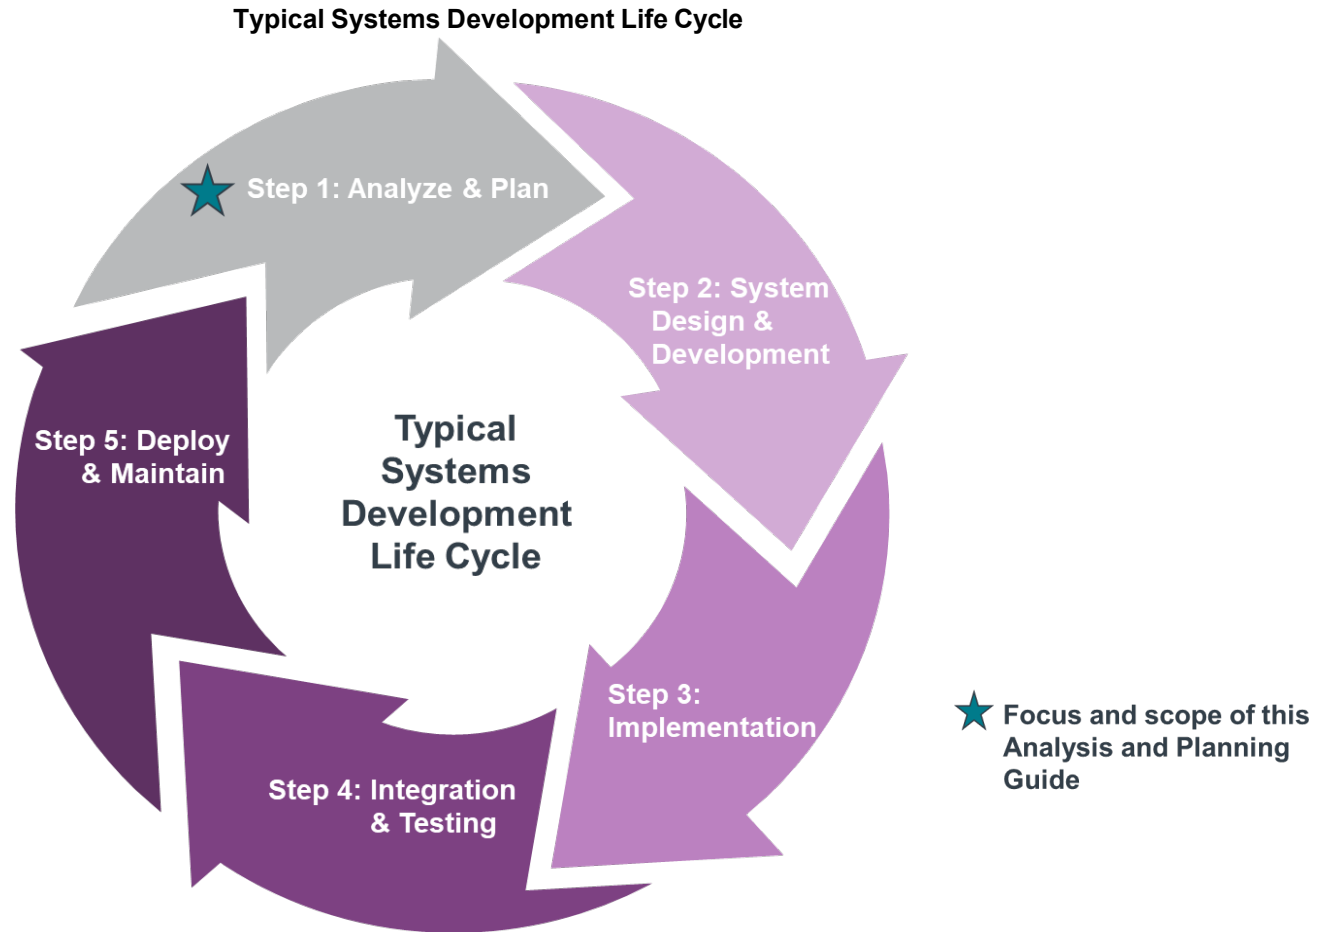 Typical Systems Development Life Cycle
Step 1: Analyze & Plan
Step 2: System
Design &
Development
Step 3:
Implementation
Step 4: Integration
& Testing
Step 5: Deploy
& Maintain
Typical
Systems
Development
Life Cycle
Focus and scope of this
Analysis and Planning
Guide